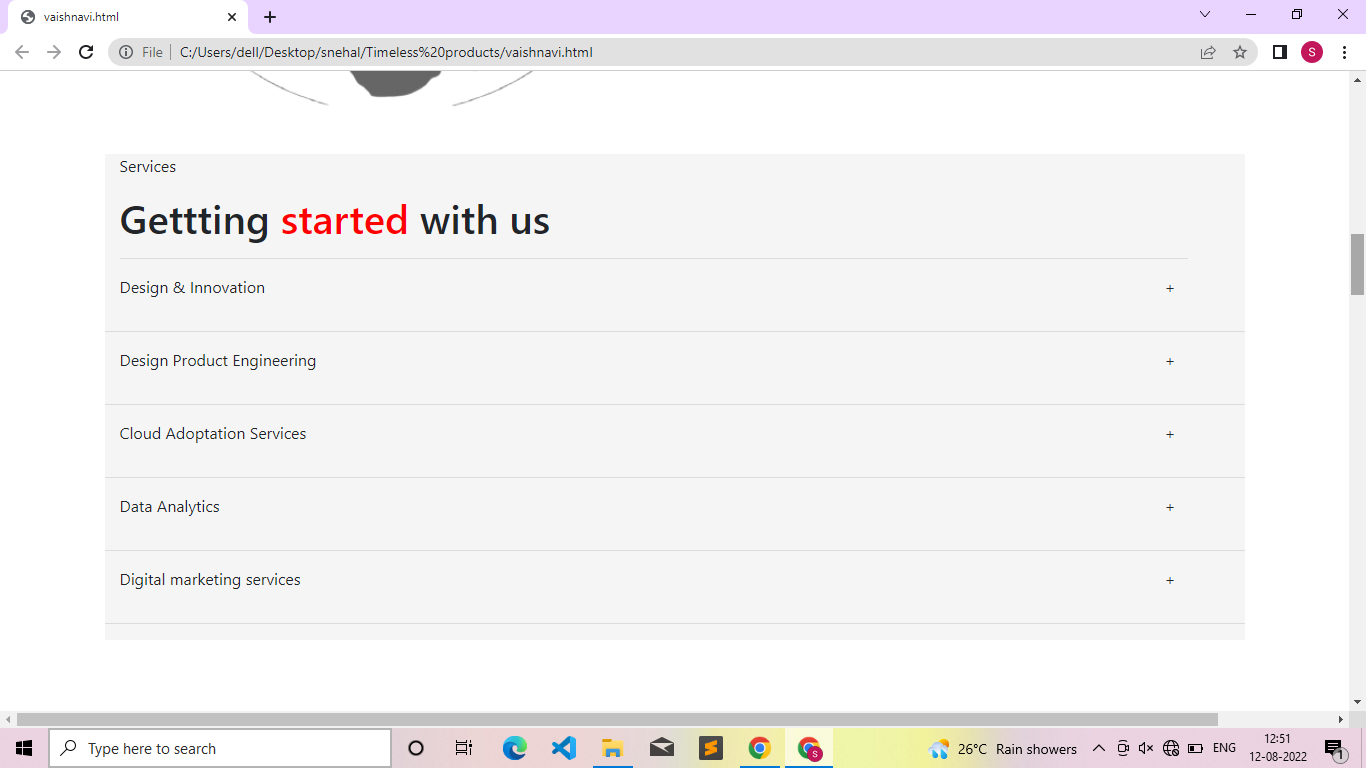 vaishnavi.html
File C:/Users/dell/Desktop/snehal/Timeless%20products/vaishnavi.html
S
Services
Gettting started with us
Design & Innovation +
Design Product Engineering +
Cloud Adoptation Services +
Data Analytics +
Digital marketing services +
Type here to search
S
26°C Rain showers
ENG
12:51
12-08-2022
1